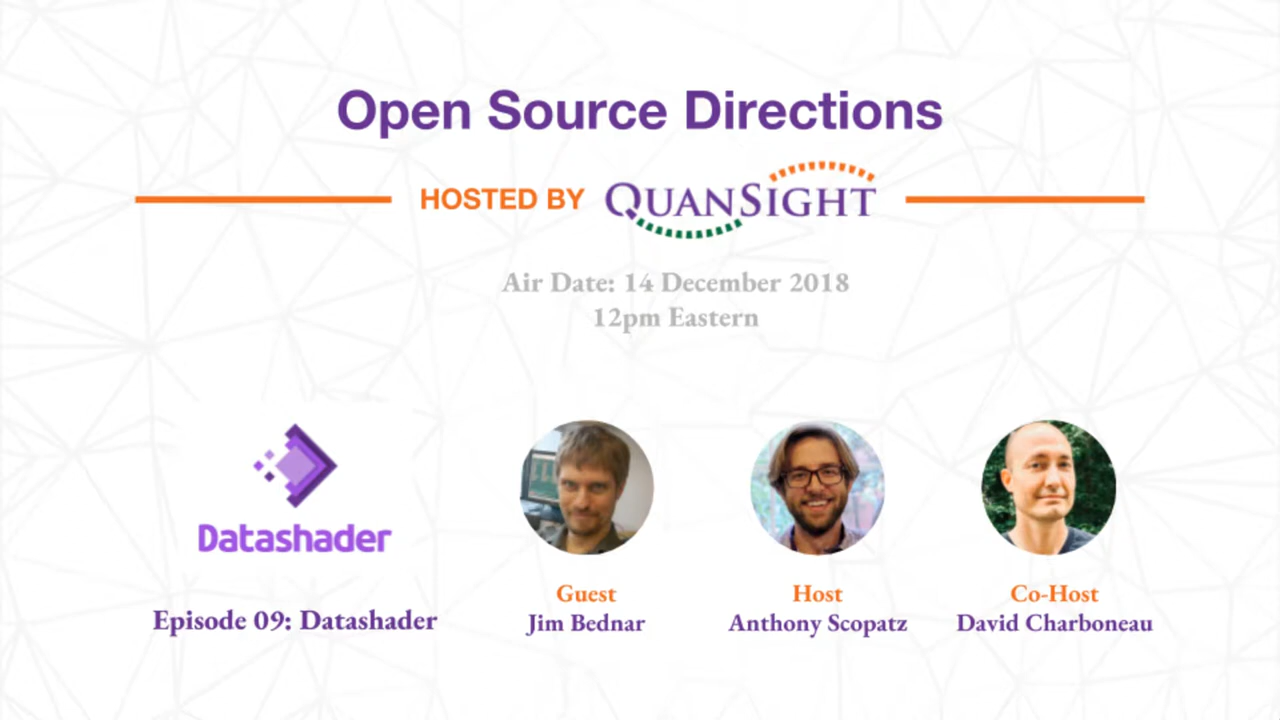 Open Source Directions
HOSTED BY QUANSIGHT
Air Date: 14 December 2018
12pm Eastern
Datashader
Episode 09: Datashader
Guest
Jim Bednar
Host
Anthony Scopatz
Co-Host
David Charboneau